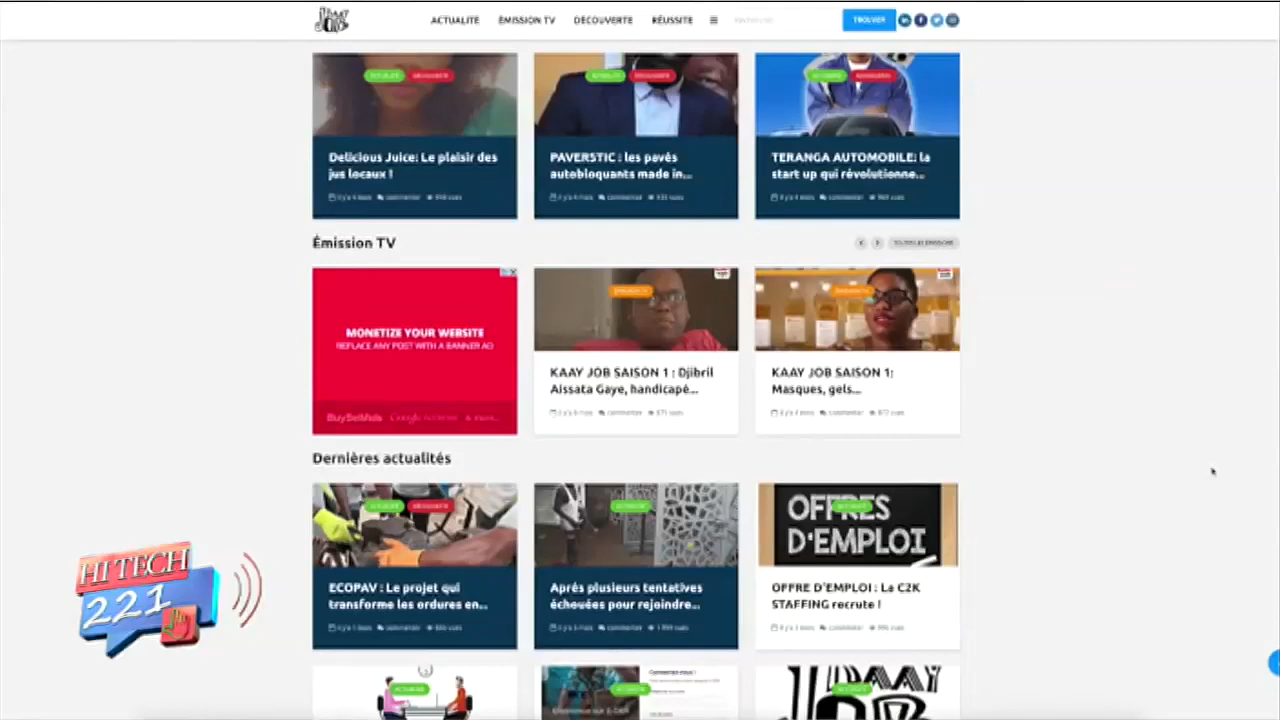 ACTUALITÉ
ÉMISSION TV
DÉCOUVERTE
RÉUSSITE
TROUVER
Delicious Juice: Le plaisir des
jus locaux !
PAVERSTIC : les pavés
autobloquants made in...
TERANGA AUTOMOBILE: la
start up qui révolutionne...
Émission TV
MONETIZE YOUR WEBSITE
REPLACE ANY POST WITH A BANNER AD
BuySellAds
KAAY JOB SAISON 1 : Djibril
Aissata Gaye, handicapé...
KAAY JOB SAISON 1:
Masques, gels...
Dernières actualités
ECOPAV : Le projet qui
transforme les ordures en...
Après plusieurs tentatives
échouées pour rejoindre...
OFFRES
D'EMPLOI
OFFRE D'EMPLOI : La C2K
STAFFING recrute !
HI TECH
221